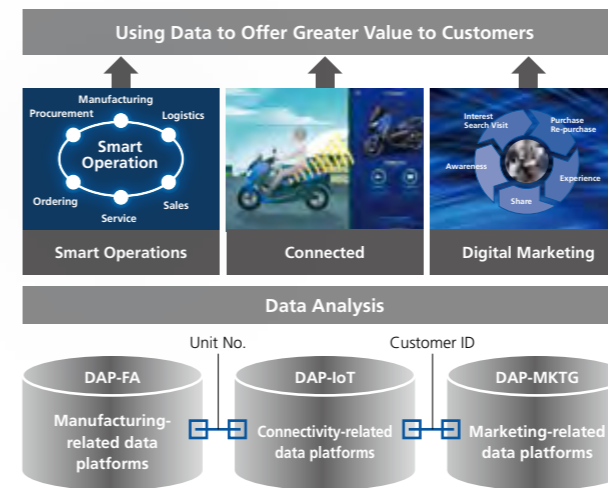 Using Data to Offer Greater Value to Customers
Manufacturing
Procurement
Logistics
Smart
Operation
Ordering
Sales
Service
Interest
Search Visit
Purchase
Re-purchase
Awareness
Experience
Share
Smart Operations
Connected
Digital Marketing
Data Analysis
Unit No.
Customer ID
DAP-FA
DAP-IoT
DAP-MKTG
Manufacturing-
related data
platforms
Connectivity-related
data platforms
Marketing-related
data platforms